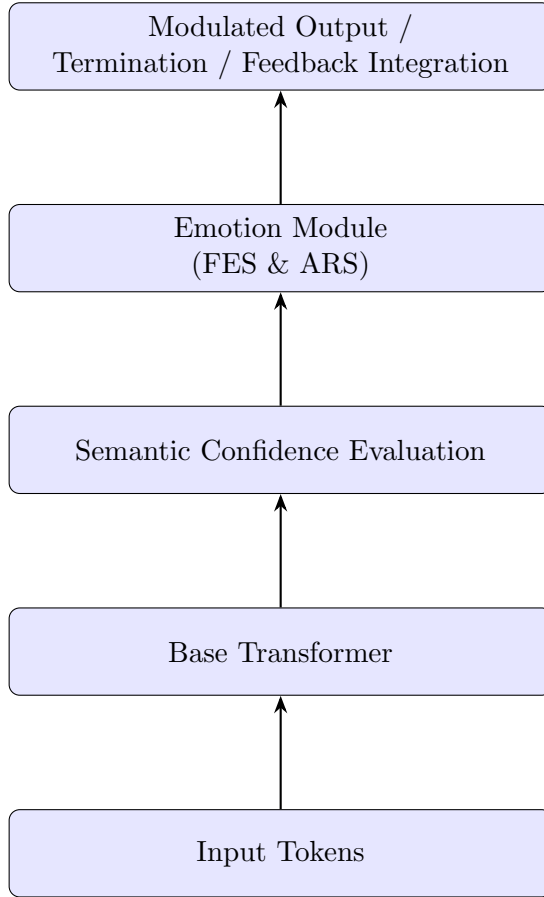 Modulated Output /
Termination / Feedback Integration
Emotion Module
(FES & ARS)
Semantic Confidence Evaluation
Base Transformer
Input Tokens